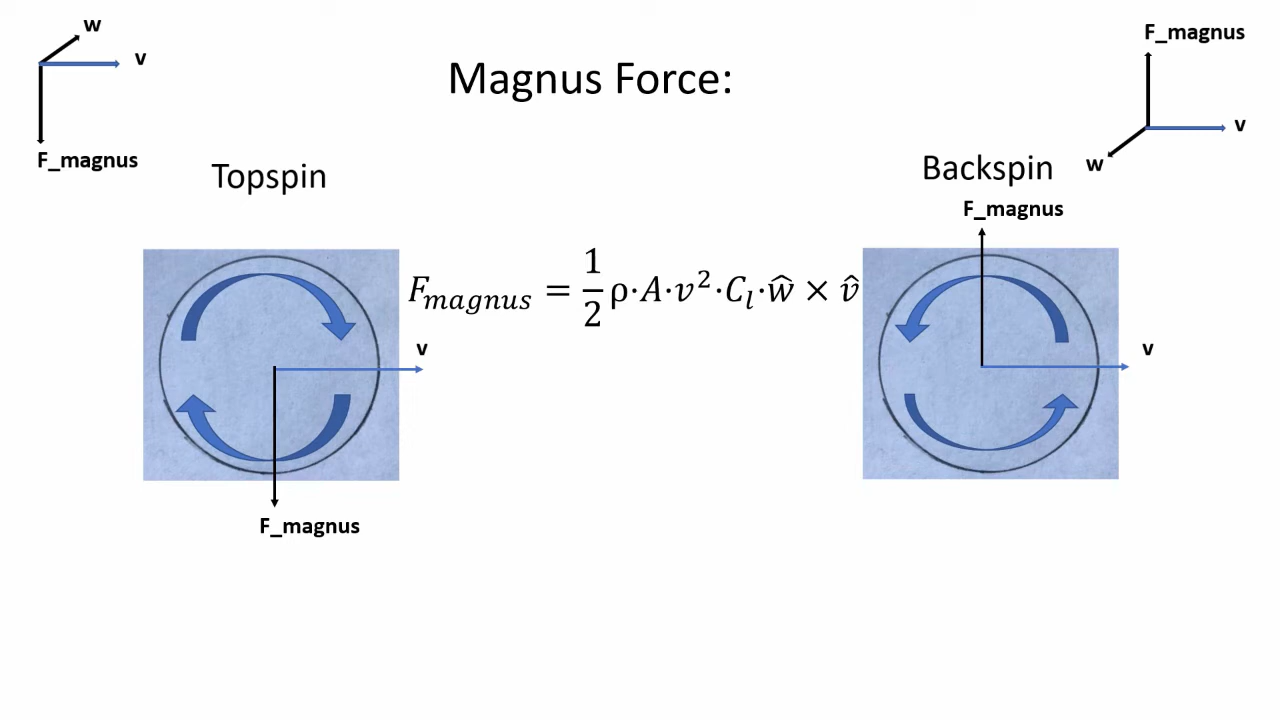 w
v
F_magnus
Magnus Force:
F_magnus
v
w
Topspin
Backspin
F_magnus
F_magnus = 1/2 ρ·A·v²·C_l·ŵ × v̂
v
v
F_magnus